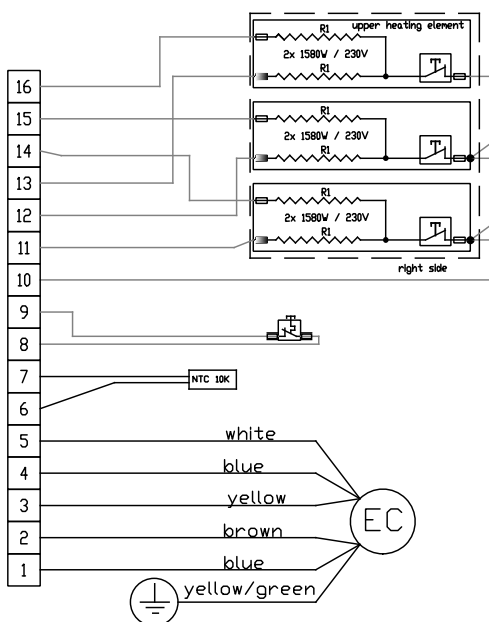 upper heating element
R1
2x 1580W / 230V
R1
R1
2x 1580W / 230V
R1
R1
2x 1580W / 230V
R1
right side
16
15
14
13
12
11
10
9
8
7
NTC 10K
6
5
white
4
blue
3
yellow
EC
2
brown
1
blue
yellow/green